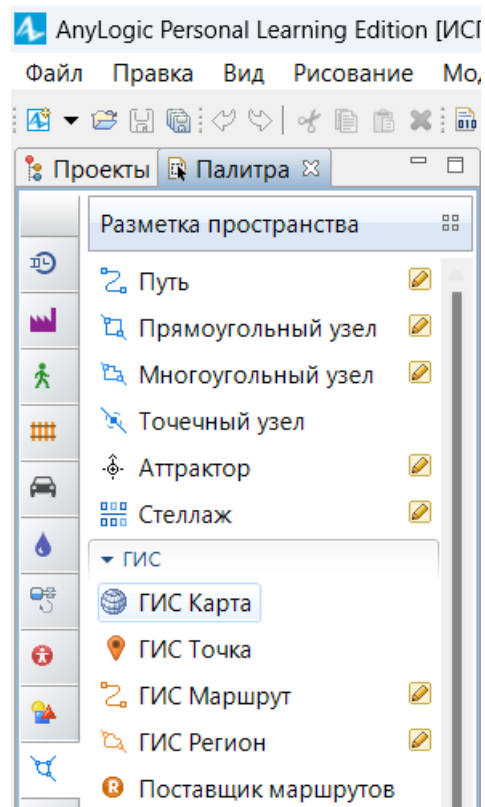 AnyLogic Personal Learning Edition [ИСП
Файл Правка Вид Рисование Мод
Проекты Палитра
Разметка пространства
Путь
Прямоугольный узел
Многоугольный узел
Точечный узел
Аттрактор
Стеллаж
ГИС
ГИС Карта
ГИС Точка
ГИС Маршрут
ГИС Регион
Поставщик маршрутов